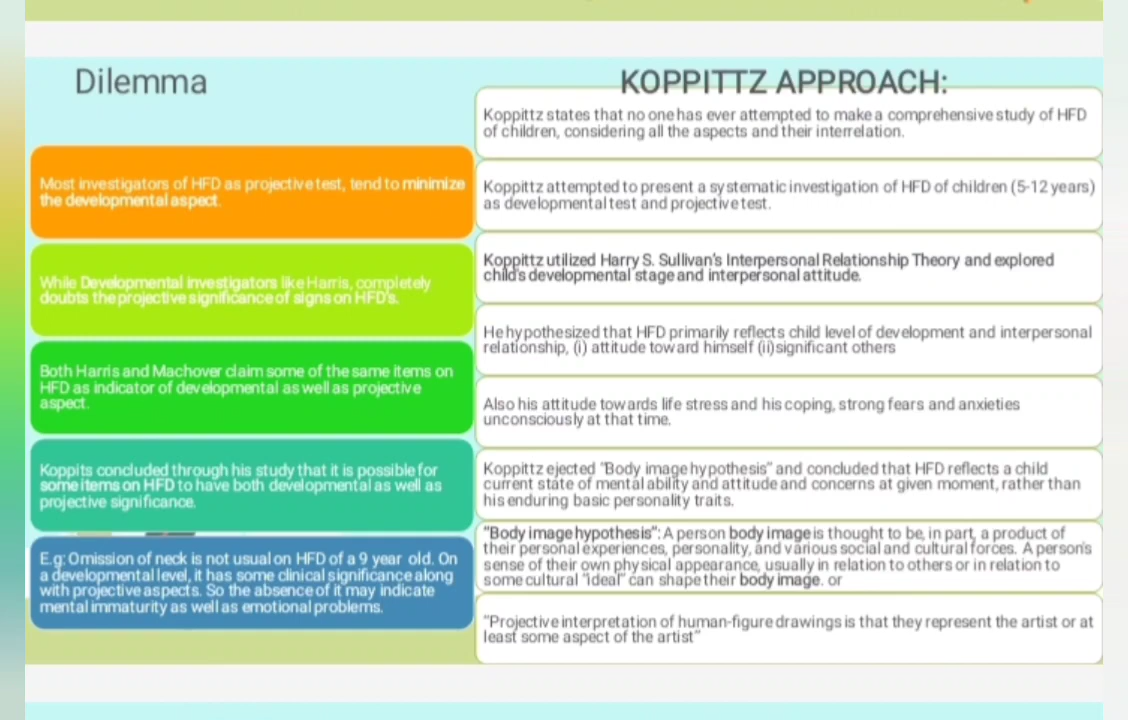 Dilemma
Most investigators of HFD as projective test, tend to minimize
the developmental aspect.
While Developmental investigators like Harris, completely
doubts the projective significance of signs on HFD's.
Both Harris and Machover claim some of the same items on
HFD as indicator of developmental as well as projective
aspect.
Koppits concluded through his study that it is possible for
some items on HFD to have both developmental as well as
projective significance.
E.g: Omission of neck is not usual on HFD of a 9 year old. On
a developmental level, it has some clinical significance along
with projective aspects. So the absence of it may indicate
mental immaturity as well as emotional problems.
KOPPITTZ APPROACH:
Koppittz states that no one has ever attempted to make a comprehensive study of HFD
of children, considering all the aspects and their interrelation.
Koppittz attempted to present a systematic investigation of HFD of children (5-12 years)
as developmental test and projective test.
Koppittz utilized Harry S. Sullivan's Interpersonal Relationship Theory and explored
child's developmental stage and interpersonal attitude.
He hypothesized that HFD primarily reflects child level of development and interpersonal
relationship, (i) attitude toward himself (ii)significant others
Also his attitude towards life stress and his coping, strong fears and anxieties
unconsciously at that time.
Koppittz ejected "Body image hypothesis" and concluded that HFD reflects a child
current state of mental ability and attitude and concerns at given moment, rather than
his enduring basic personality traits.
"Body image hypothesis": A person body image is thought to be, in part, a product of
their personal experiences, personality, and various social and cultural forces. A person's
sense of their own physical appearance, usually in relation to others or in relation to
some cultural "ideal" can shape their body image. or
"Projective interpretation of human-figure drawings is that they represent the artist or at
least some aspect of the artist"